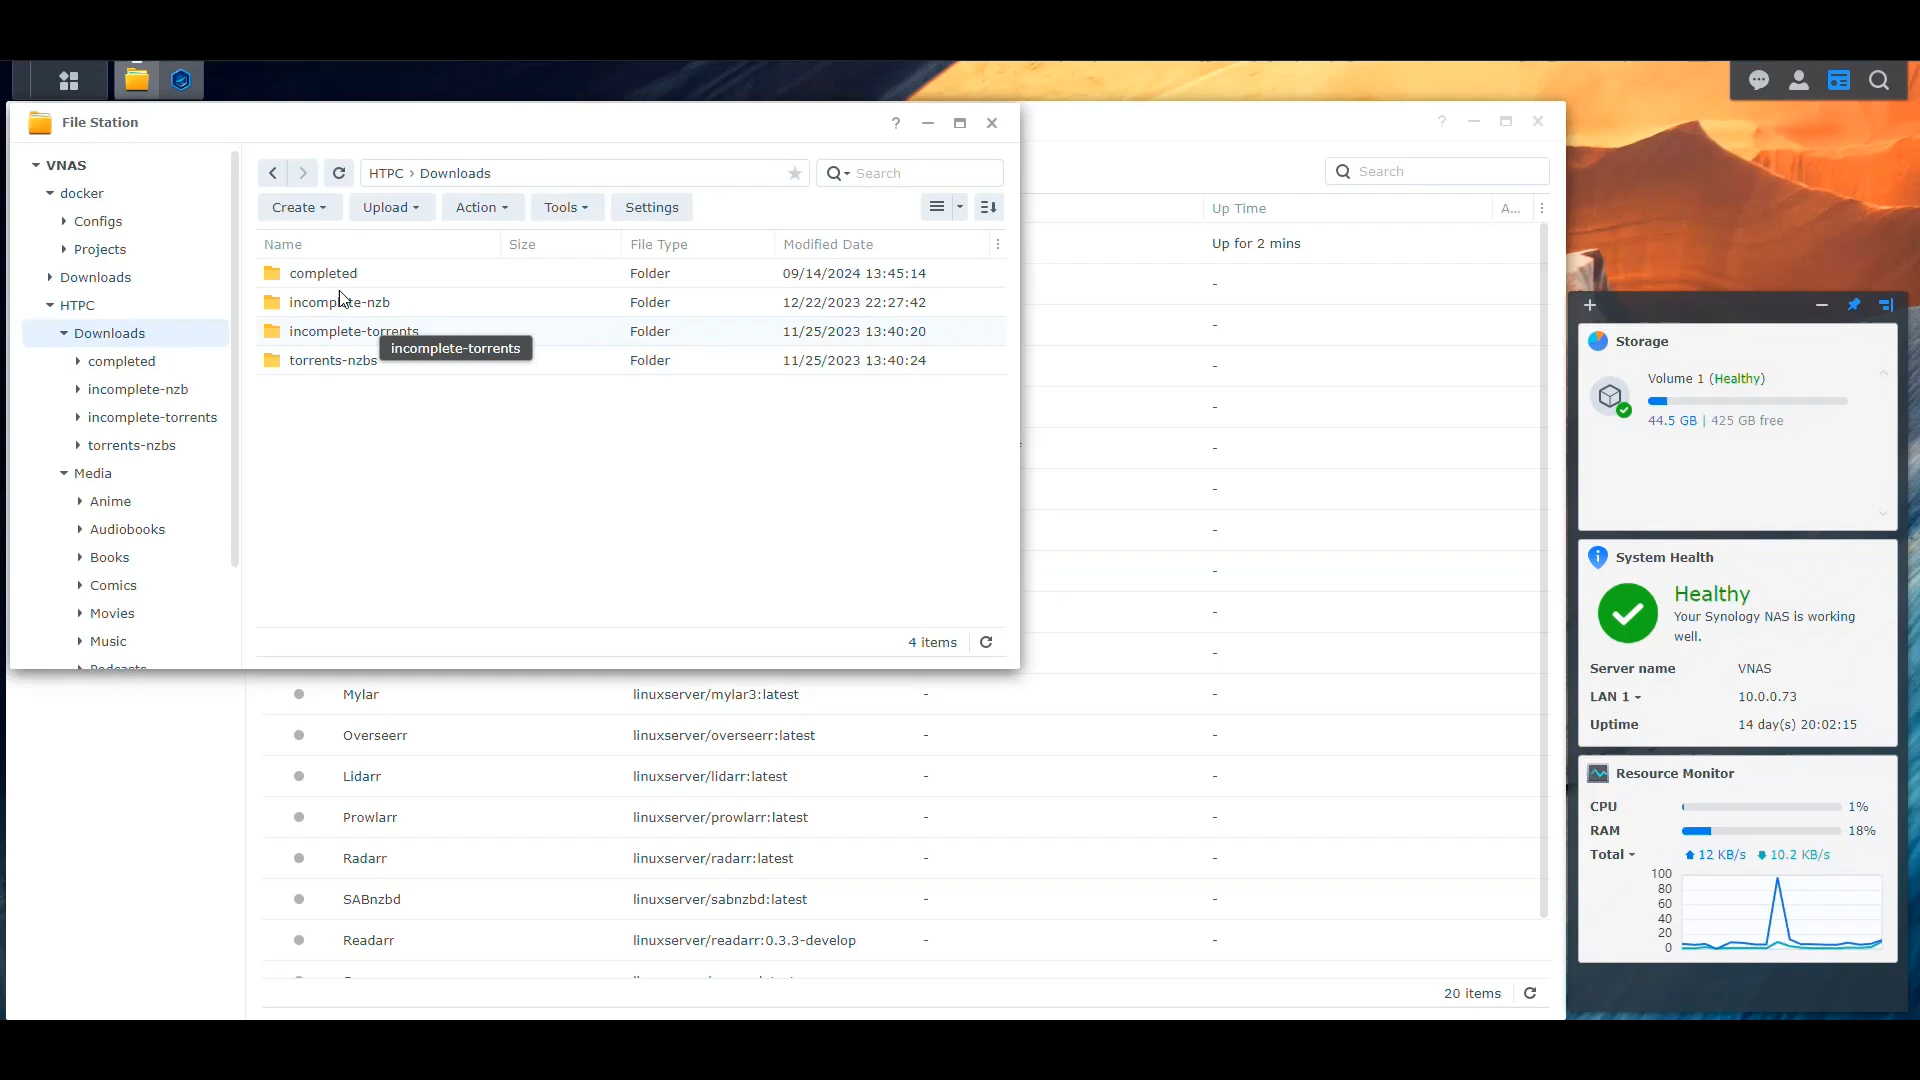 File Station
VNAS
docker
Configs
Projects
Downloads
HTPC
Downloads
completed
incomplete-nzb
incomplete-torrents
torrents-nzbs
Media
Anime
Audiobooks
Books
Comics
Movies
Music
Podcasts
HTPC › Downloads
Search
Create
Upload
Action
Tools
Settings
Name Size File Type Modified Date
completed Folder 09/14/2024 13:45:14
incomplete-nzb Folder 12/22/2023 22:27:42
incomplete-torrents Folder 11/25/2023 13:40:20
incomplete-torrents
torrents-nzbs Folder 11/25/2023 13:40:24
4 items
Search
Up Time A...
Up for 2 mins
-
-
-
-
-
-
-
-
-
-
Mylar linuxserver/mylar3:latest - -
Overseerr linuxserver/overseerr:latest - -
Lidarr linuxserver/lidarr:latest - -
Prowlarr linuxserver/prowlarr:latest - -
Radarr linuxserver/radarr:latest - -
SABnzbd linuxserver/sabnzbd:latest - -
Readarr linuxserver/readarr:0.3.3-develop - -
20 items
Storage
Volume 1 (Healthy)
44.5 GB | 425 GB free
System Health
Healthy
Your Synology NAS is working
well.
Server name VNAS
LAN 1 10.0.0.73
Uptime 14 day(s) 20:02:15
Resource Monitor
CPU 1%
RAM 18%
Total 12 KB/s 10.2 KB/s
100
80
60
40
20
0